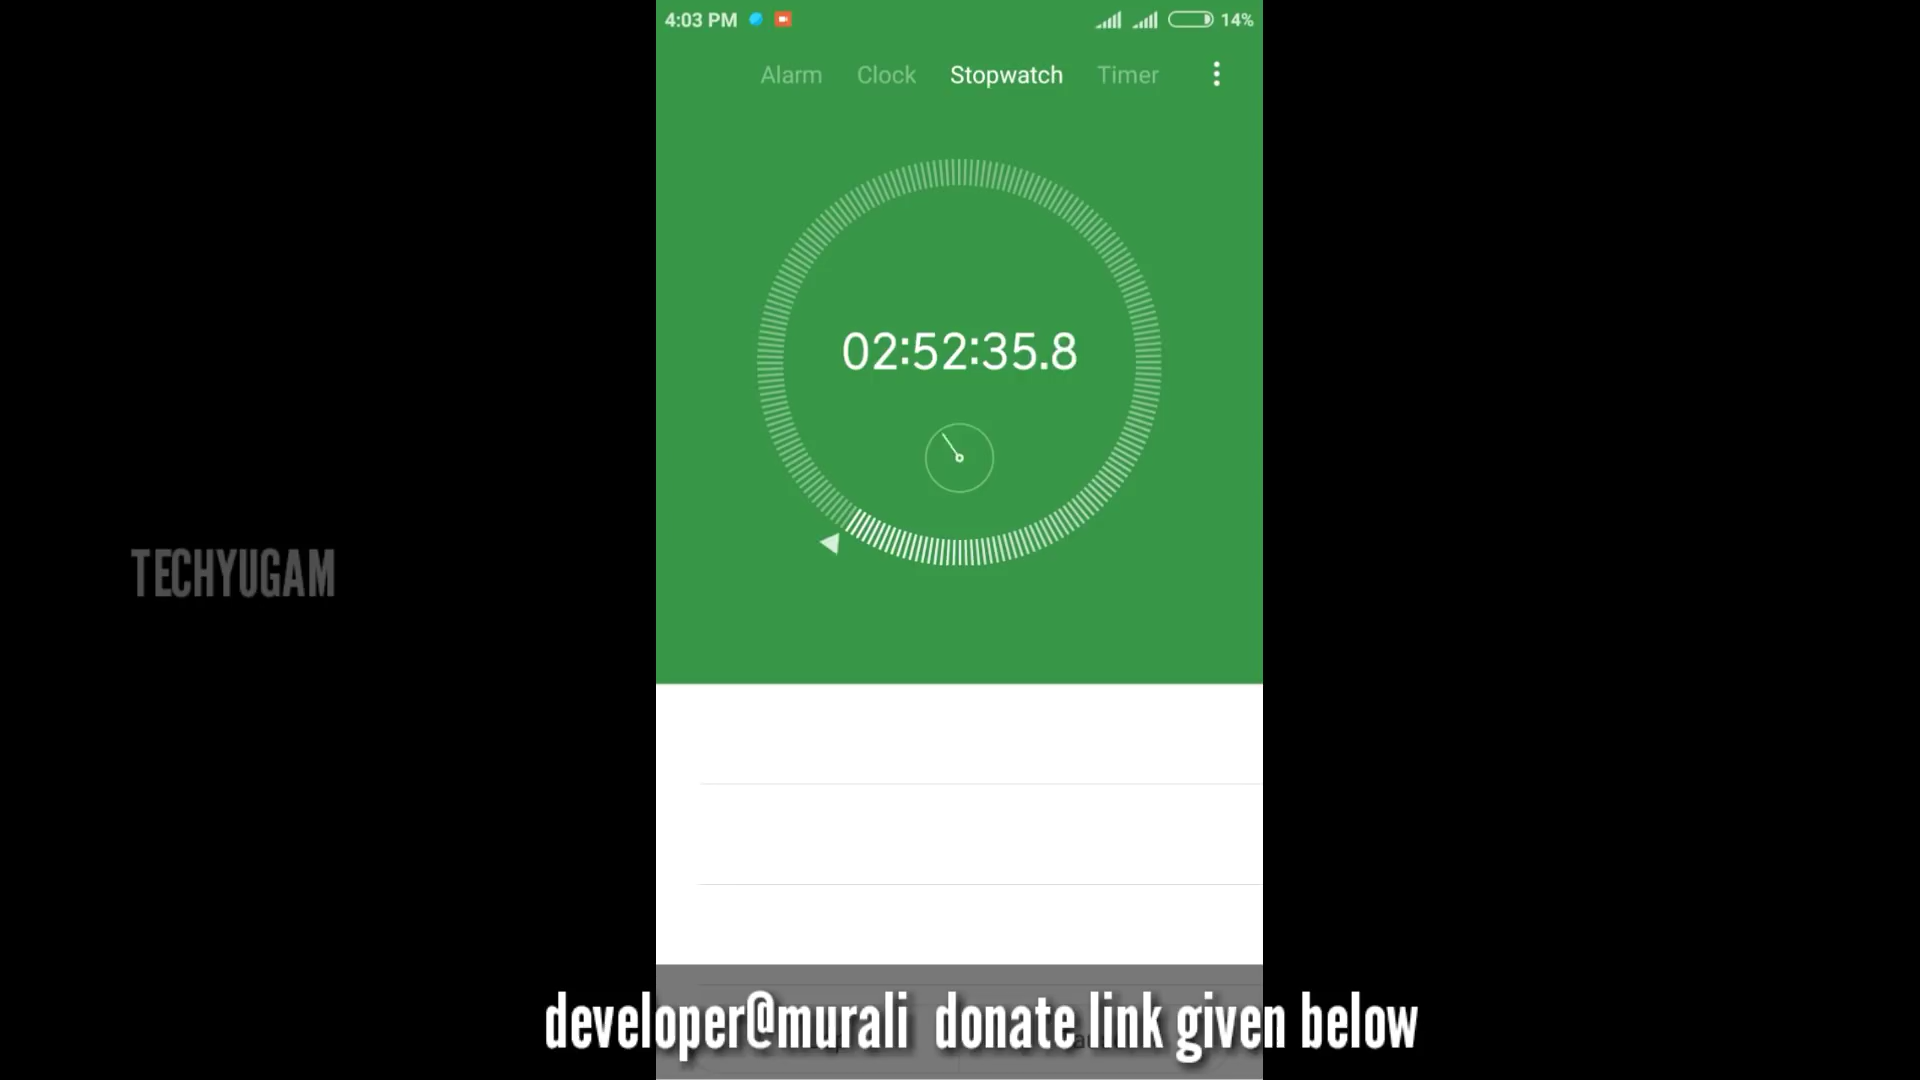 4:03 PM 14%
Alarm Clock Stopwatch Timer
02:52:35.8
TECHYUGAM
developer@murali donate link given below